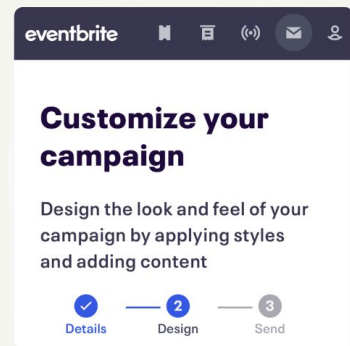 eventbrite
Customize your
campaign
Design the look and feel of your
campaign by applying styles
and adding content
2 3
Details Design Send